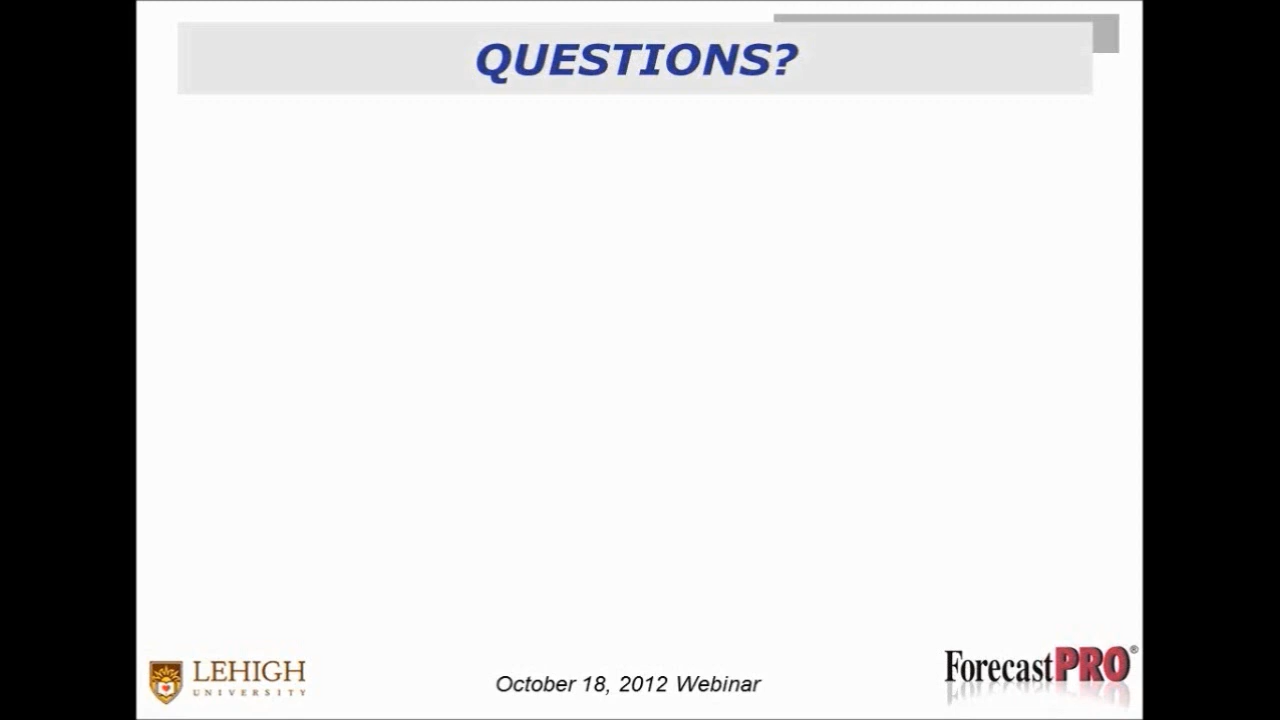 QUESTIONS?
LEHIGH
UNIVERSITY
October 18, 2012 Webinar
ForecastPRO®